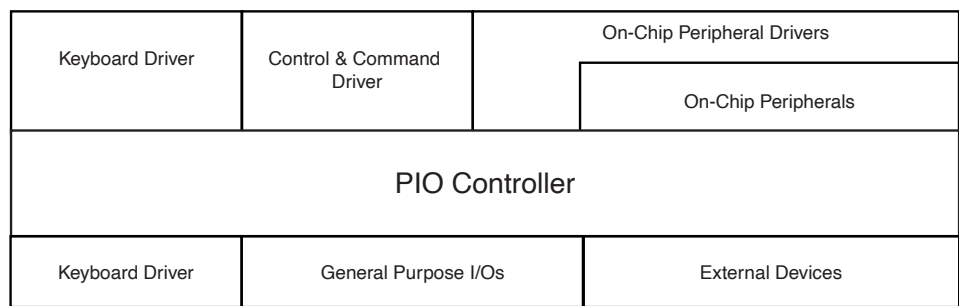 Keyboard Driver
Control & Command
Driver
On-Chip Peripheral Drivers
On-Chip Peripherals
PIO Controller
Keyboard Driver
General Purpose I/Os
External Devices